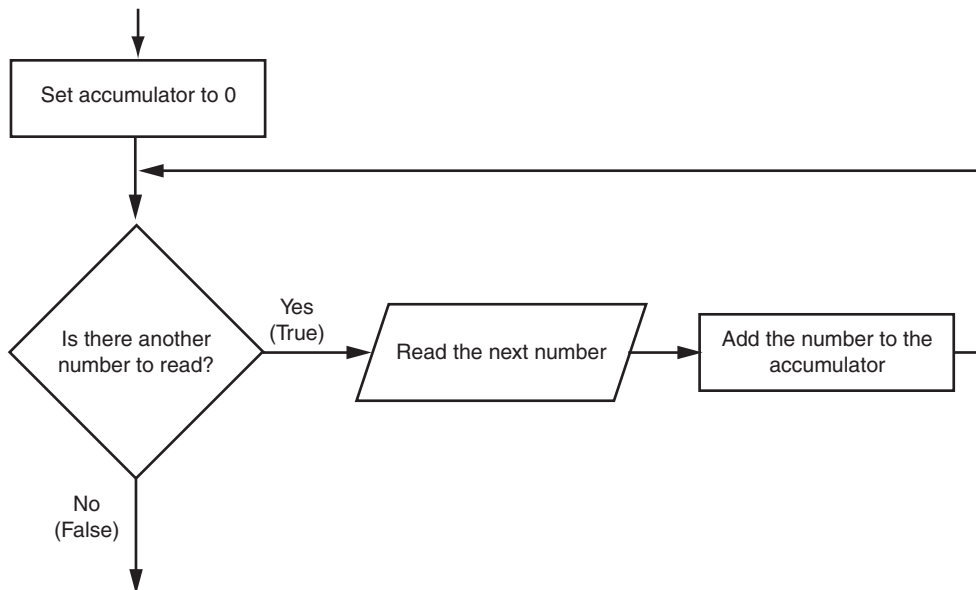 Set accumulator to 0
Is there another
number to read?
Yes
(True)
Read the next number
Add the number to the
accumulator
No
(False)